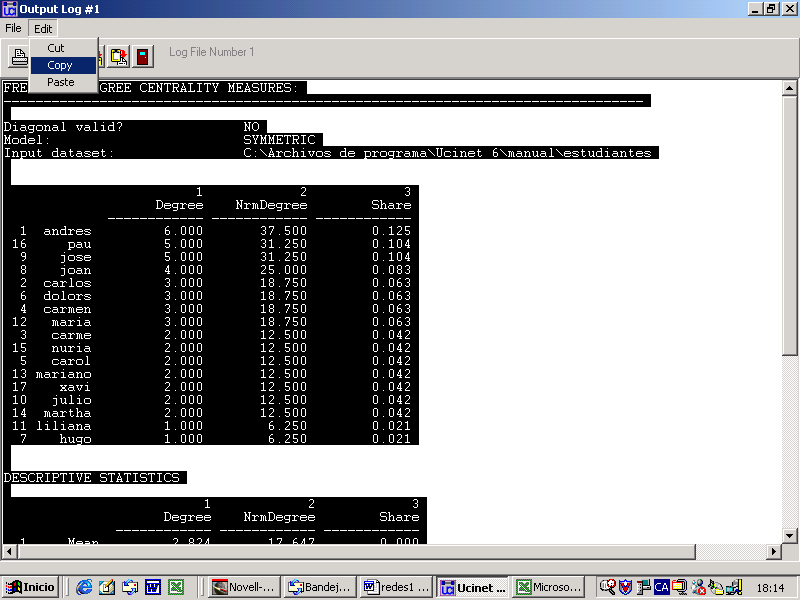 Output Log #1
File Edit
Cut
Copy
Paste
Log File Number 1
FRE GREE CENTRALITY MEASURES:
--------------------------------------------------------------------------------
Diagonal valid? NO
Model: SYMMETRIC
Input dataset: C:\Archivos de programa\Ucinet 6\manual\estudiantes
1 2 3
Degree NrmDegree Share
------------ ------------ ------------
1 andres 6.000 37.500 0.125
16 pau 5.000 31.250 0.104
9 jose 5.000 31.250 0.104
8 joan 4.000 25.000 0.083
2 carlos 3.000 18.750 0.063
6 dolors 3.000 18.750 0.063
4 carmen 3.000 18.750 0.063
12 maria 3.000 18.750 0.063
3 carme 2.000 12.500 0.042
15 nuria 2.000 12.500 0.042
5 carol 2.000 12.500 0.042
13 mariano 2.000 12.500 0.042
17 xavi 2.000 12.500 0.042
10 julio 2.000 12.500 0.042
14 martha 2.000 12.500 0.042
11 liliana 1.000 6.250 0.021
7 hugo 1.000 6.250 0.021
DESCRIPTIVE STATISTICS
1 2 3
Degree NrmDegree Share
------------ ------------ ------------
1 Mean 2.824 17.647 0.000
Inicio Novell-... Bandej... redes1 ... Ucinet ... Microso... CA 18:14